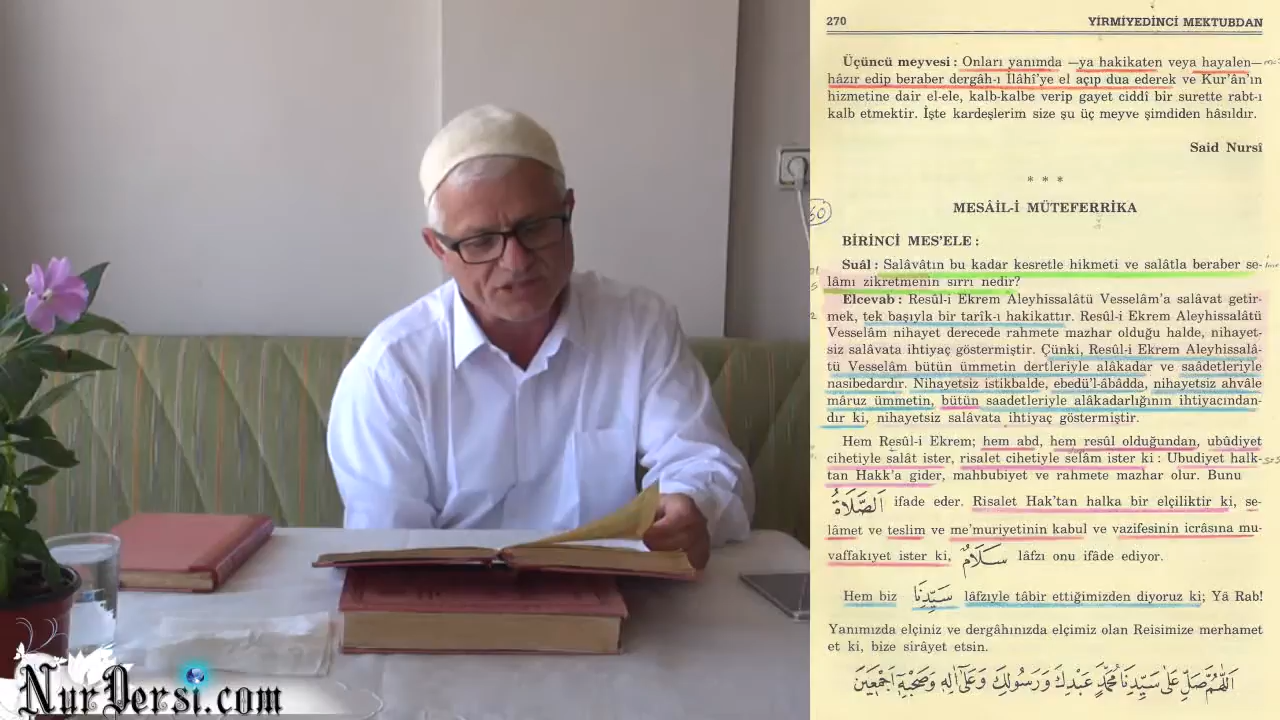 270 YİRMİYEDİNCİ MEKTUBDAN
Üçüncü meyvesi : Onları yanımda —ya hakikaten veya hayalen—
hâzır edip beraber dergâh-ı İlâhî'ye el açıp dua ederek ve Kur'ân'ın
hizmetine dair el-ele, kalb-kalbe verip gayet ciddî bir surette rabt-ı
kalb etmektir. İşte kardeşlerim size şu üç meyve şimdiden hâsıldır.
Said Nursî
* * *
MESÂİL-İ MÜTEFERRİKA
BİRİNCİ MES'ELE :
Suâl : Salâvâtın bu kadar kesretle hikmeti ve salâtla beraber se-
lâmı zikretmenin sırrı nedir?
Elcevab : Resûl-i Ekrem Aleyhissalâtü Vesselâm'a salâvat getir-
mek, tek başıyla bir tarîk-ı hakikattır. Resûl-i Ekrem Aleyhissalâtü
Vesselâm nihayet derecede rahmete mazhar olduğu halde, nihayet-
siz salâvata ihtiyaç göstermiştir. Çünki, Resûl-i Ekrem Aleyhissalâ-
tü Vesselâm bütün ümmetin dertleriyle alâkadar ve saâdetleriyle
nasibedardır. Nihayetsiz istikbalde, ebedü'l-âbâdda, nihayetsiz ahvâle
mâruz ümmetin, bütün saadetleriyle alâkadarlığının ihtiyacından-
dır ki, nihayetsiz salâvata ihtiyaç göstermiştir.
Hem Resûl-i Ekrem; hem abd, hem resûl olduğundan, ubûdiyet
cihetiyle salât ister, risalet cihetiyle selâm ister ki : Ubudiyet halk-
tan Hakk'a gider, mahbubiyet ve rahmete mazhar olur. Bunu
اَلصَّلَاةُ ifade eder. Risalet Hak'tan halka bir elçiliktir ki, se-
lâmet ve teslim ve me'muriyetinin kabul ve vazifesinin icrâsına mu-
vaffakıyet ister ki, سَلَامٌ lâfzı onu ifâde ediyor.
Hem biz سَيِّدِنَا lâfzıyle tâbir ettiğimizden diyoruz ki; Yâ Rab!
Yanımızda elçiniz ve dergâhınızda elçimiz olan Reisimize merhamet
et ki, bize sirâyet etsin.
اَللّٰهُمَّ صَلِّ عَلٰى سَيِّدِنَا مُحَمَّدٍ عَبْدِكَ وَرَسُولِكَ وَعَلٰٓى اٰلِهِ وَصَحْبِهِ اَجْمَعِينَ
NurDersi.com